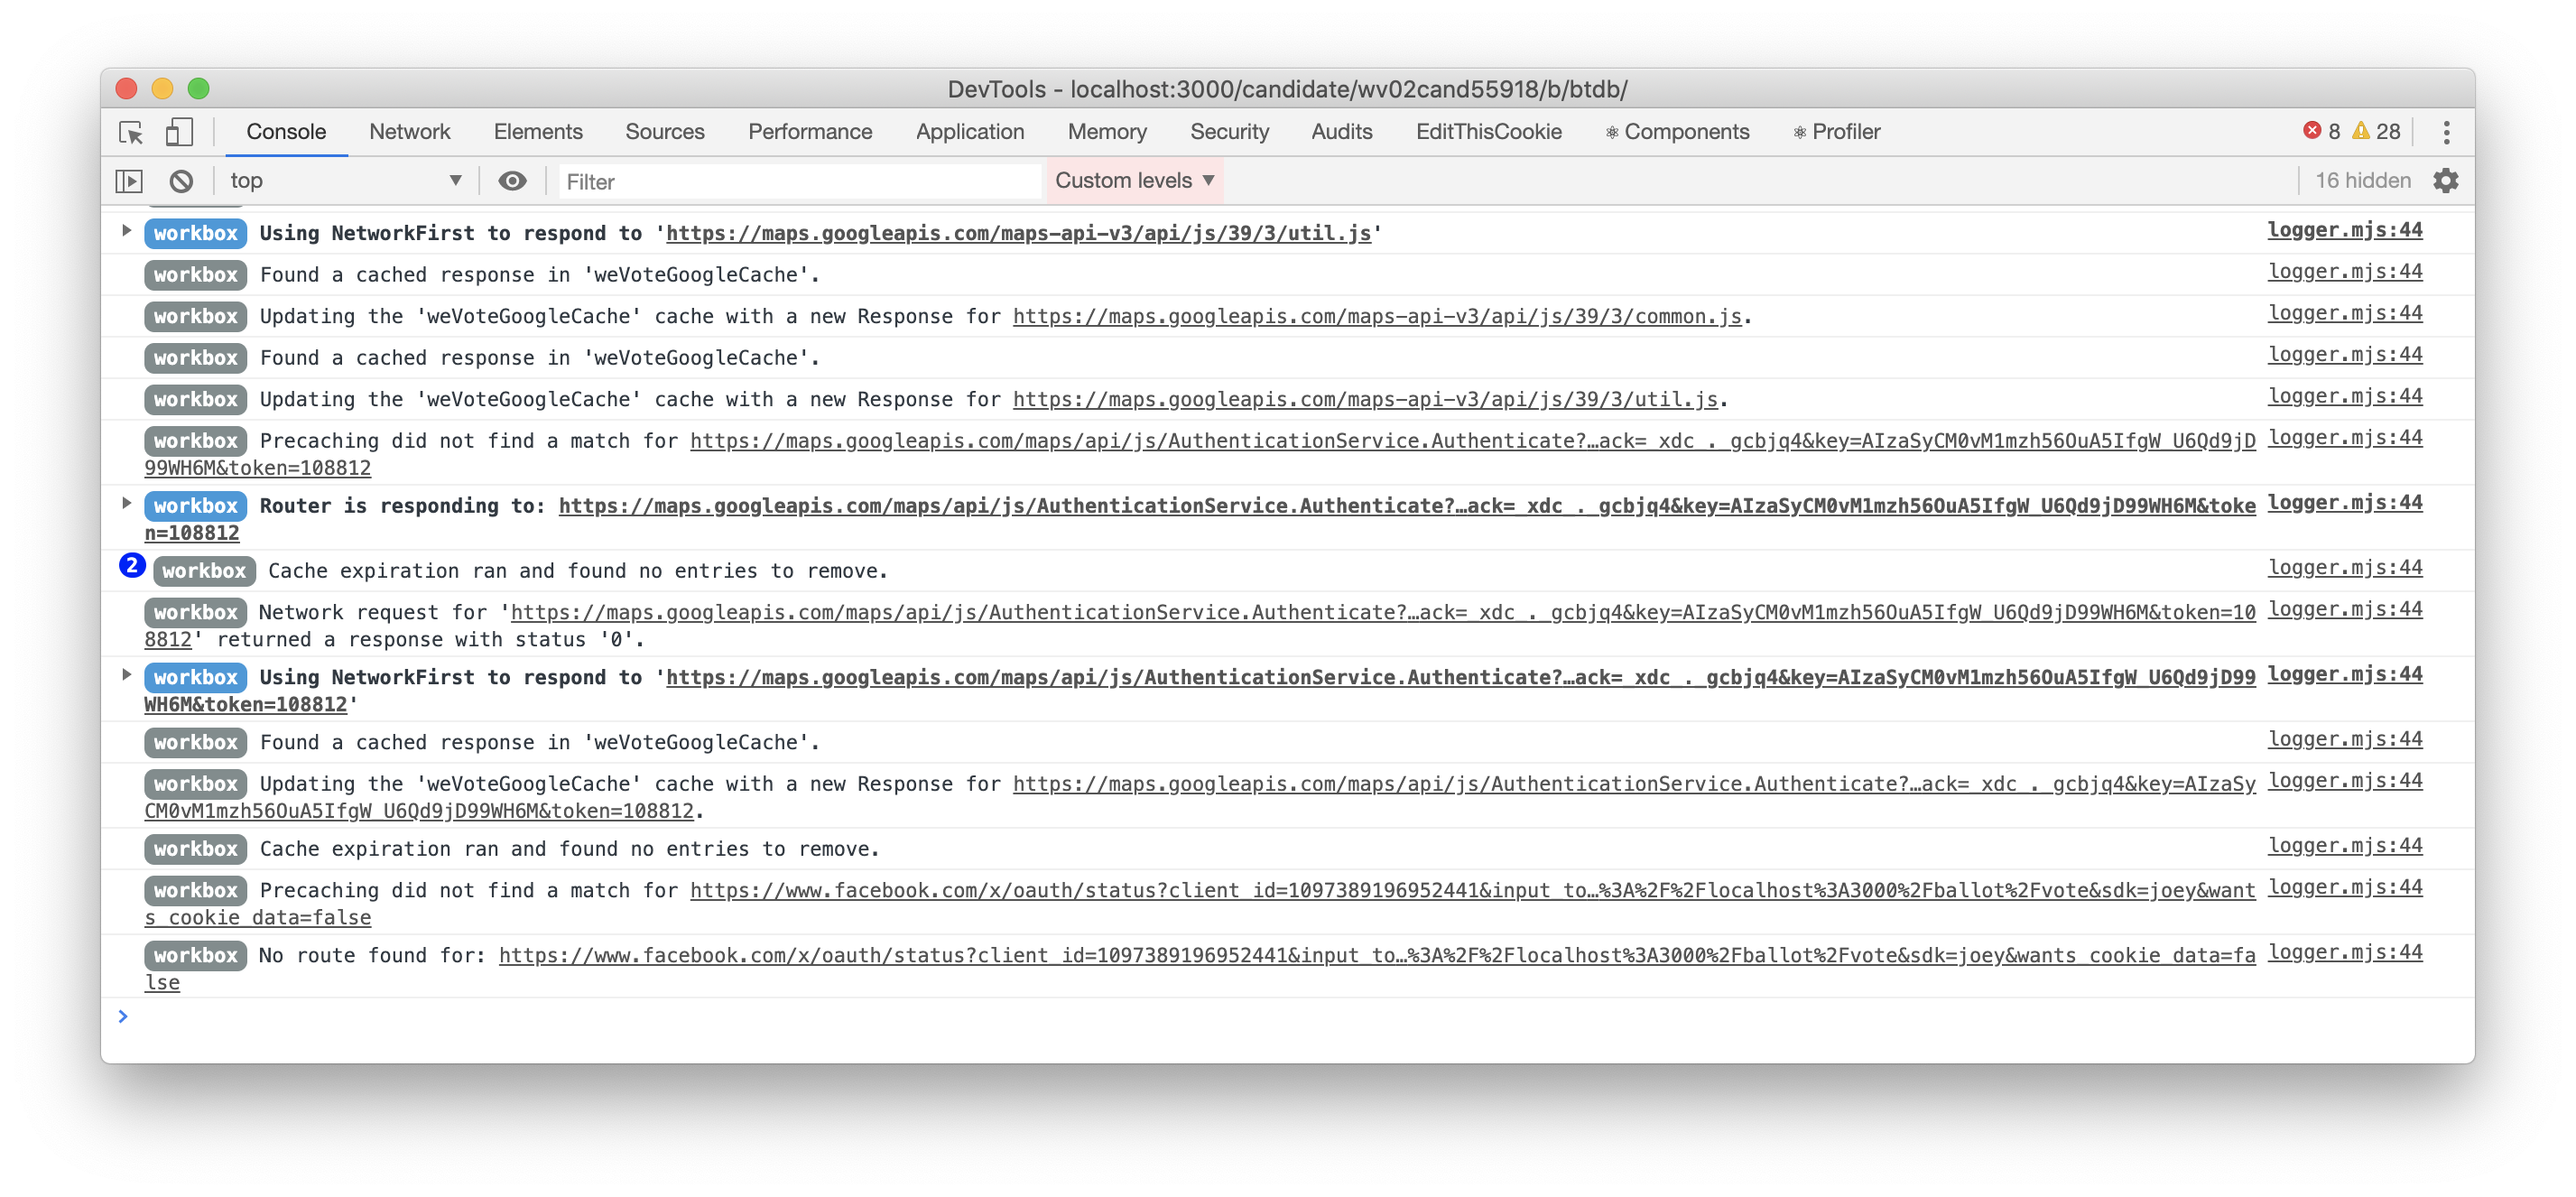 DevTools - localhost:3000/candidate/wv02cand55918/b/btdb/
Console Network Elements Sources Performance Application Memory Security Audits EditThisCookie ⚛ Components ⚛ Profiler 8 28
top ▼ Filter Custom levels ▼ 16 hidden
workbox Using NetworkFirst to respond to 'https://maps.googleapis.com/maps-api-v3/api/js/39/3/util.js' logger.mjs:44
workbox Found a cached response in 'weVoteGoogleCache'. logger.mjs:44
workbox Updating the 'weVoteGoogleCache' cache with a new Response for https://maps.googleapis.com/maps-api-v3/api/js/39/3/common.js. logger.mjs:44
workbox Found a cached response in 'weVoteGoogleCache'. logger.mjs:44
workbox Updating the 'weVoteGoogleCache' cache with a new Response for https://maps.googleapis.com/maps-api-v3/api/js/39/3/util.js. logger.mjs:44
workbox Precaching did not find a match for https://maps.googleapis.com/maps/api/js/AuthenticationService.Authenticate?…ack=_xdc_._gcbjq4&key=AIzaSyCM0vM1mzh56OuA5IfgW_U6Qd9jD logger.mjs:44
99WH6M&token=108812
workbox Router is responding to: https://maps.googleapis.com/maps/api/js/AuthenticationService.Authenticate?…ack=_xdc_._gcbjq4&key=AIzaSyCM0vM1mzh56OuA5IfgW_U6Qd9jD99WH6M&toke logger.mjs:44
n=108812
2 workbox Cache expiration ran and found no entries to remove. logger.mjs:44
workbox Network request for 'https://maps.googleapis.com/maps/api/js/AuthenticationService.Authenticate?…ack=_xdc_._gcbjq4&key=AIzaSyCM0vM1mzh56OuA5IfgW_U6Qd9jD99WH6M&token=10 logger.mjs:44
8812' returned a response with status '0'.
workbox Using NetworkFirst to respond to 'https://maps.googleapis.com/maps/api/js/AuthenticationService.Authenticate?…ack=_xdc_._gcbjq4&key=AIzaSyCM0vM1mzh56OuA5IfgW_U6Qd9jD99 logger.mjs:44
WH6M&token=108812'
workbox Found a cached response in 'weVoteGoogleCache'. logger.mjs:44
workbox Updating the 'weVoteGoogleCache' cache with a new Response for https://maps.googleapis.com/maps/api/js/AuthenticationService.Authenticate?…ack=_xdc_._gcbjq4&key=AIzaSy logger.mjs:44
CM0vM1mzh56OuA5IfgW_U6Qd9jD99WH6M&token=108812.
workbox Cache expiration ran and found no entries to remove. logger.mjs:44
workbox Precaching did not find a match for https://www.facebook.com/x/oauth/status?client_id=1097389196952441&input_to…%3A%2F%2Flocalhost%3A3000%2Fballot%2Fvote&sdk=joey&want logger.mjs:44
s_cookie_data=false
workbox No route found for: https://www.facebook.com/x/oauth/status?client_id=1097389196952441&input_to…%3A%2F%2Flocalhost%3A3000%2Fballot%2Fvote&sdk=joey&wants_cookie_data=fa logger.mjs:44
lse